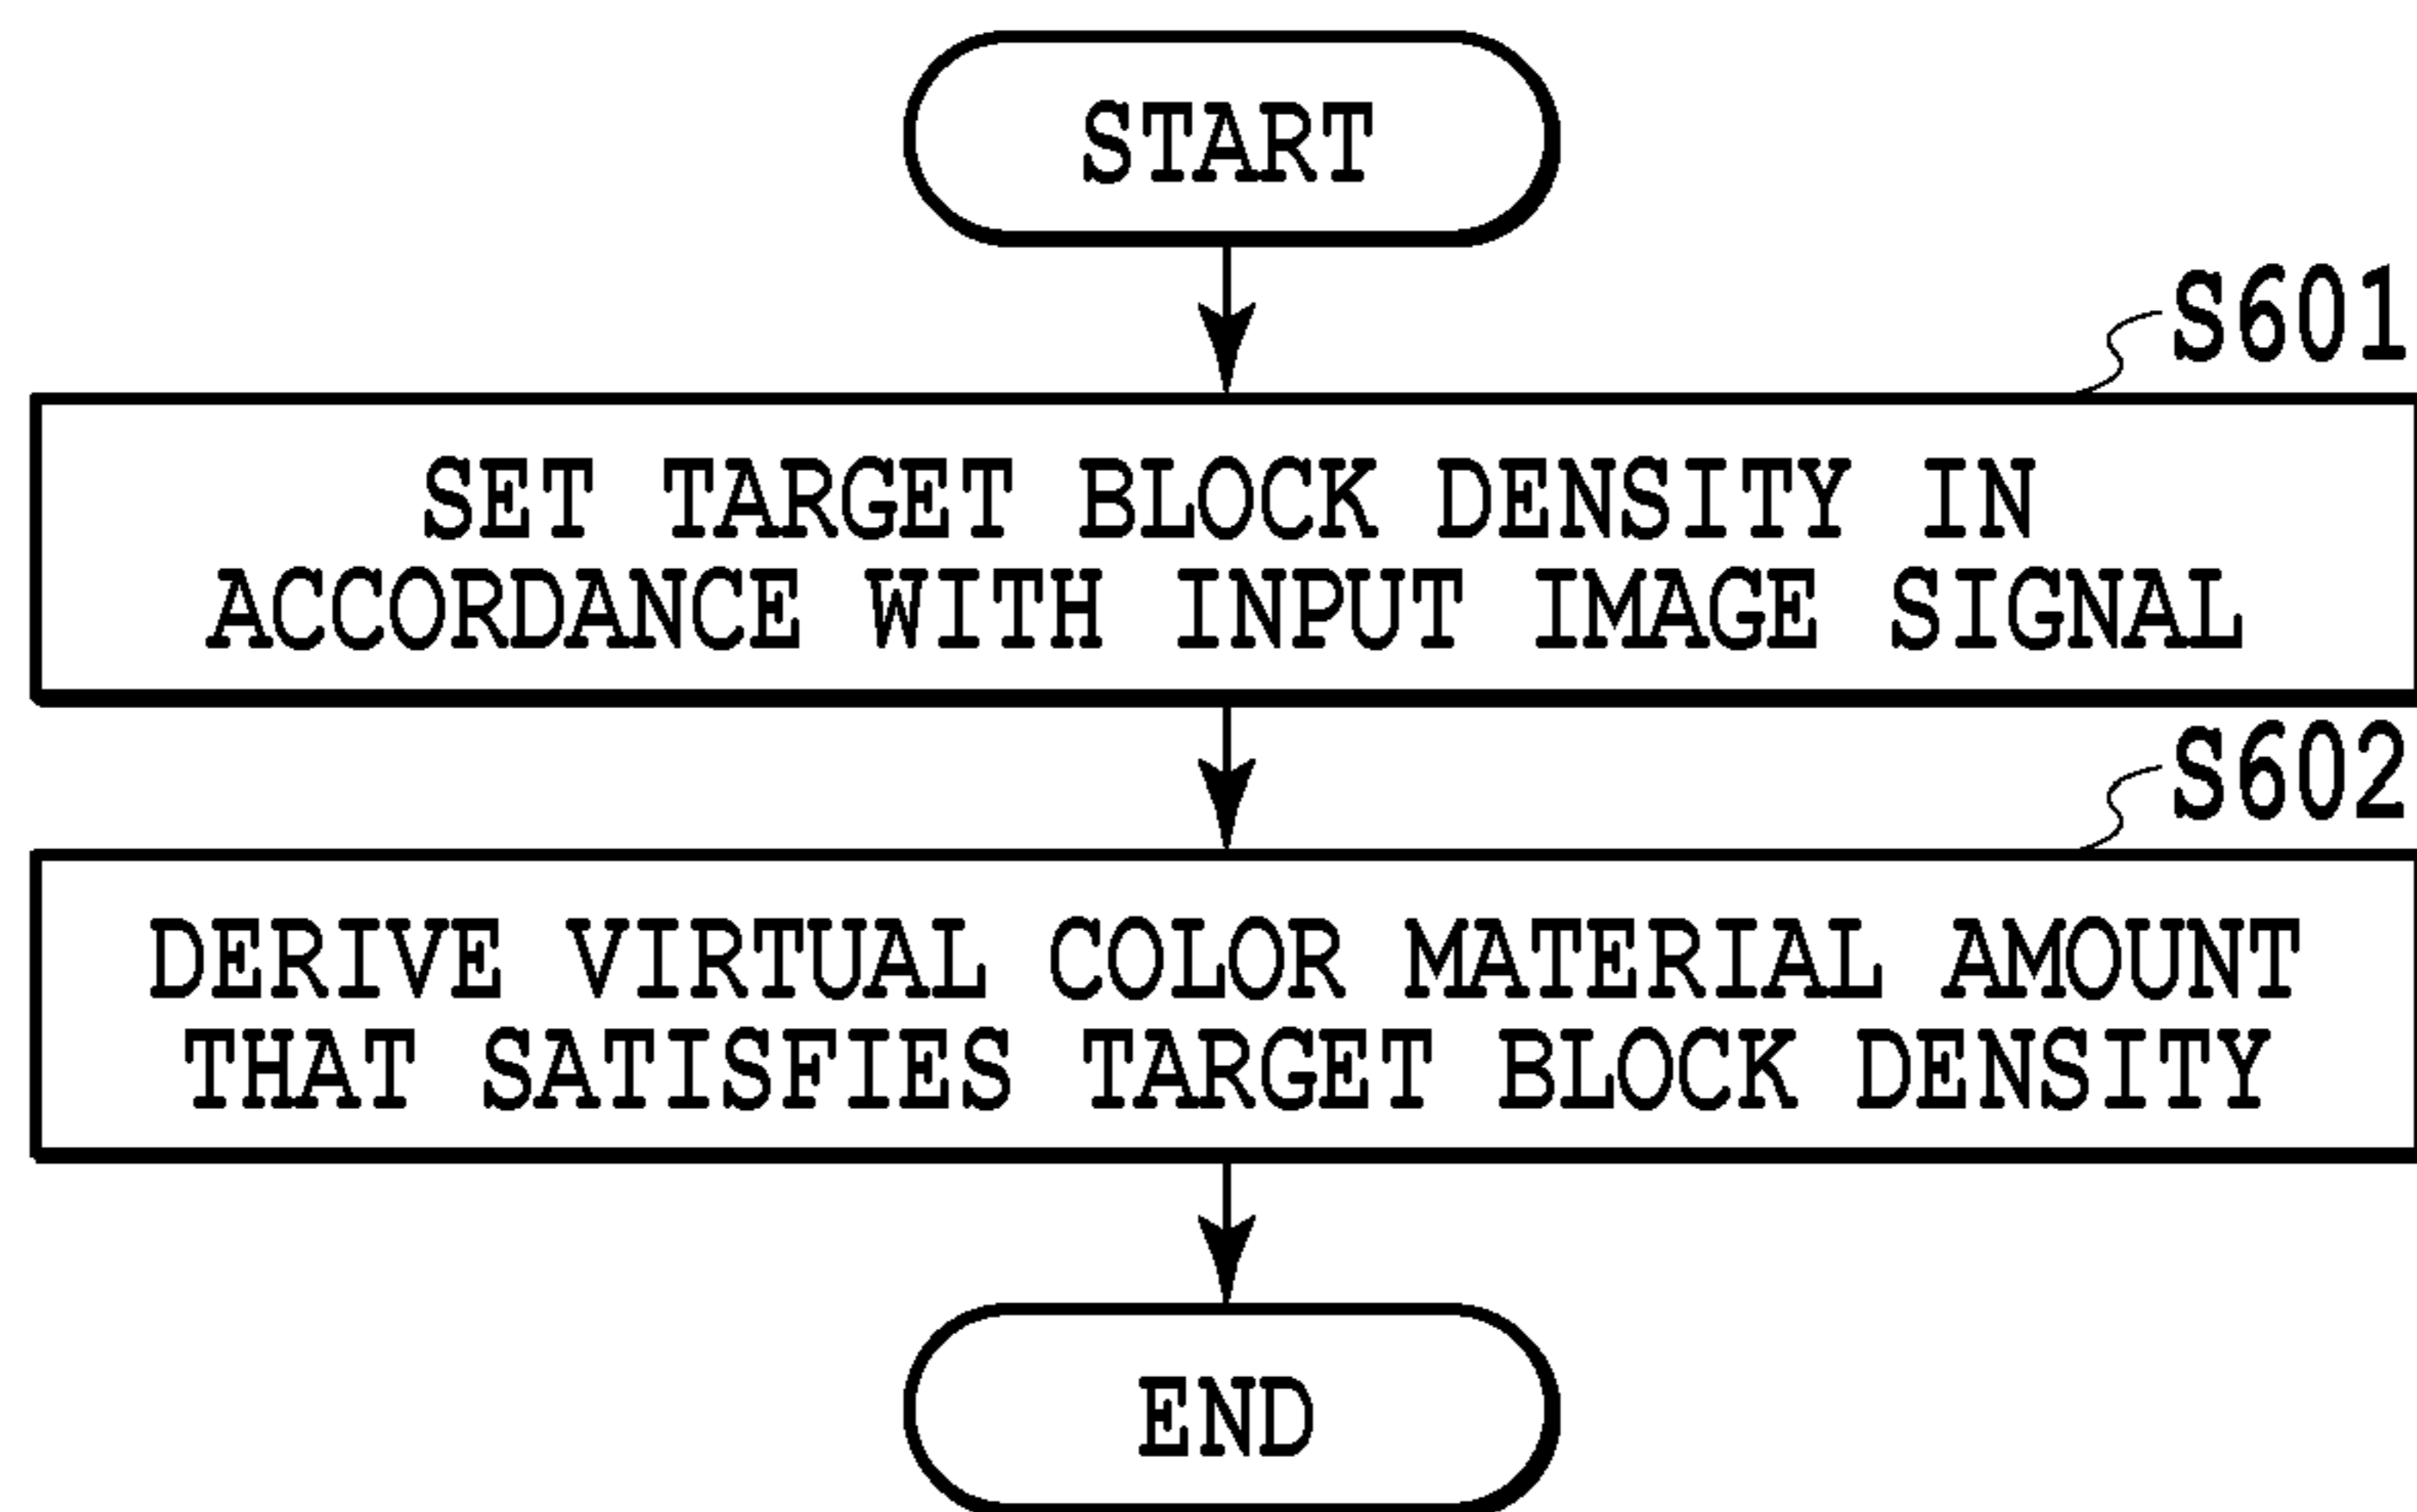 START
S601
SET TARGET BLOCK DENSITY IN
ACCORDANCE WITH INPUT IMAGE SIGNAL
S602
DERIVE VIRTUAL COLOR MATERIAL AMOUNT
THAT SATISFIES TARGET BLOCK DENSITY
END